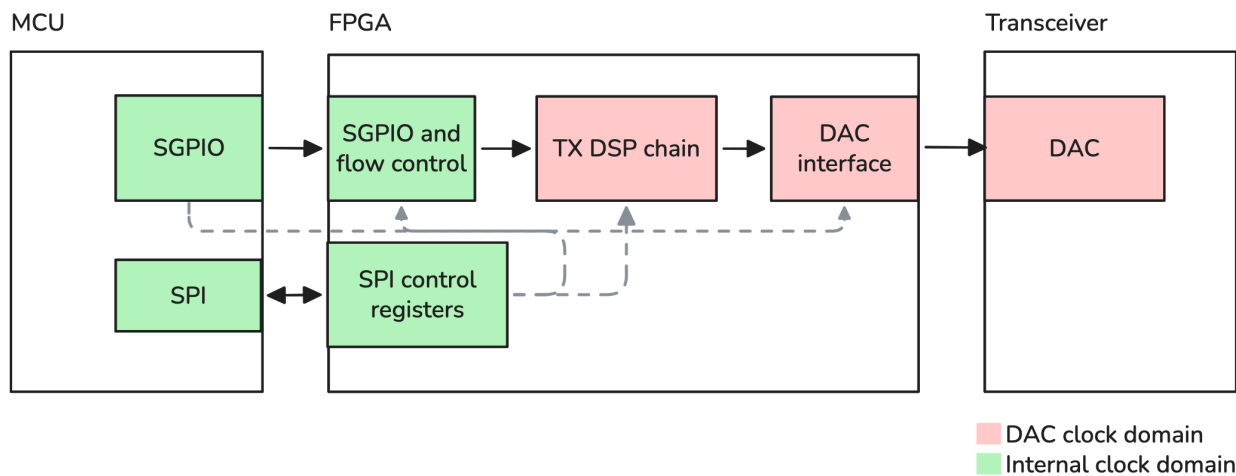 MCU
FPGA
Transceiver
SGPIO
SGPIO and
flow control
TX DSP chain
DAC
interface
DAC
SPI
SPI control
registers
DAC clock domain
Internal clock domain